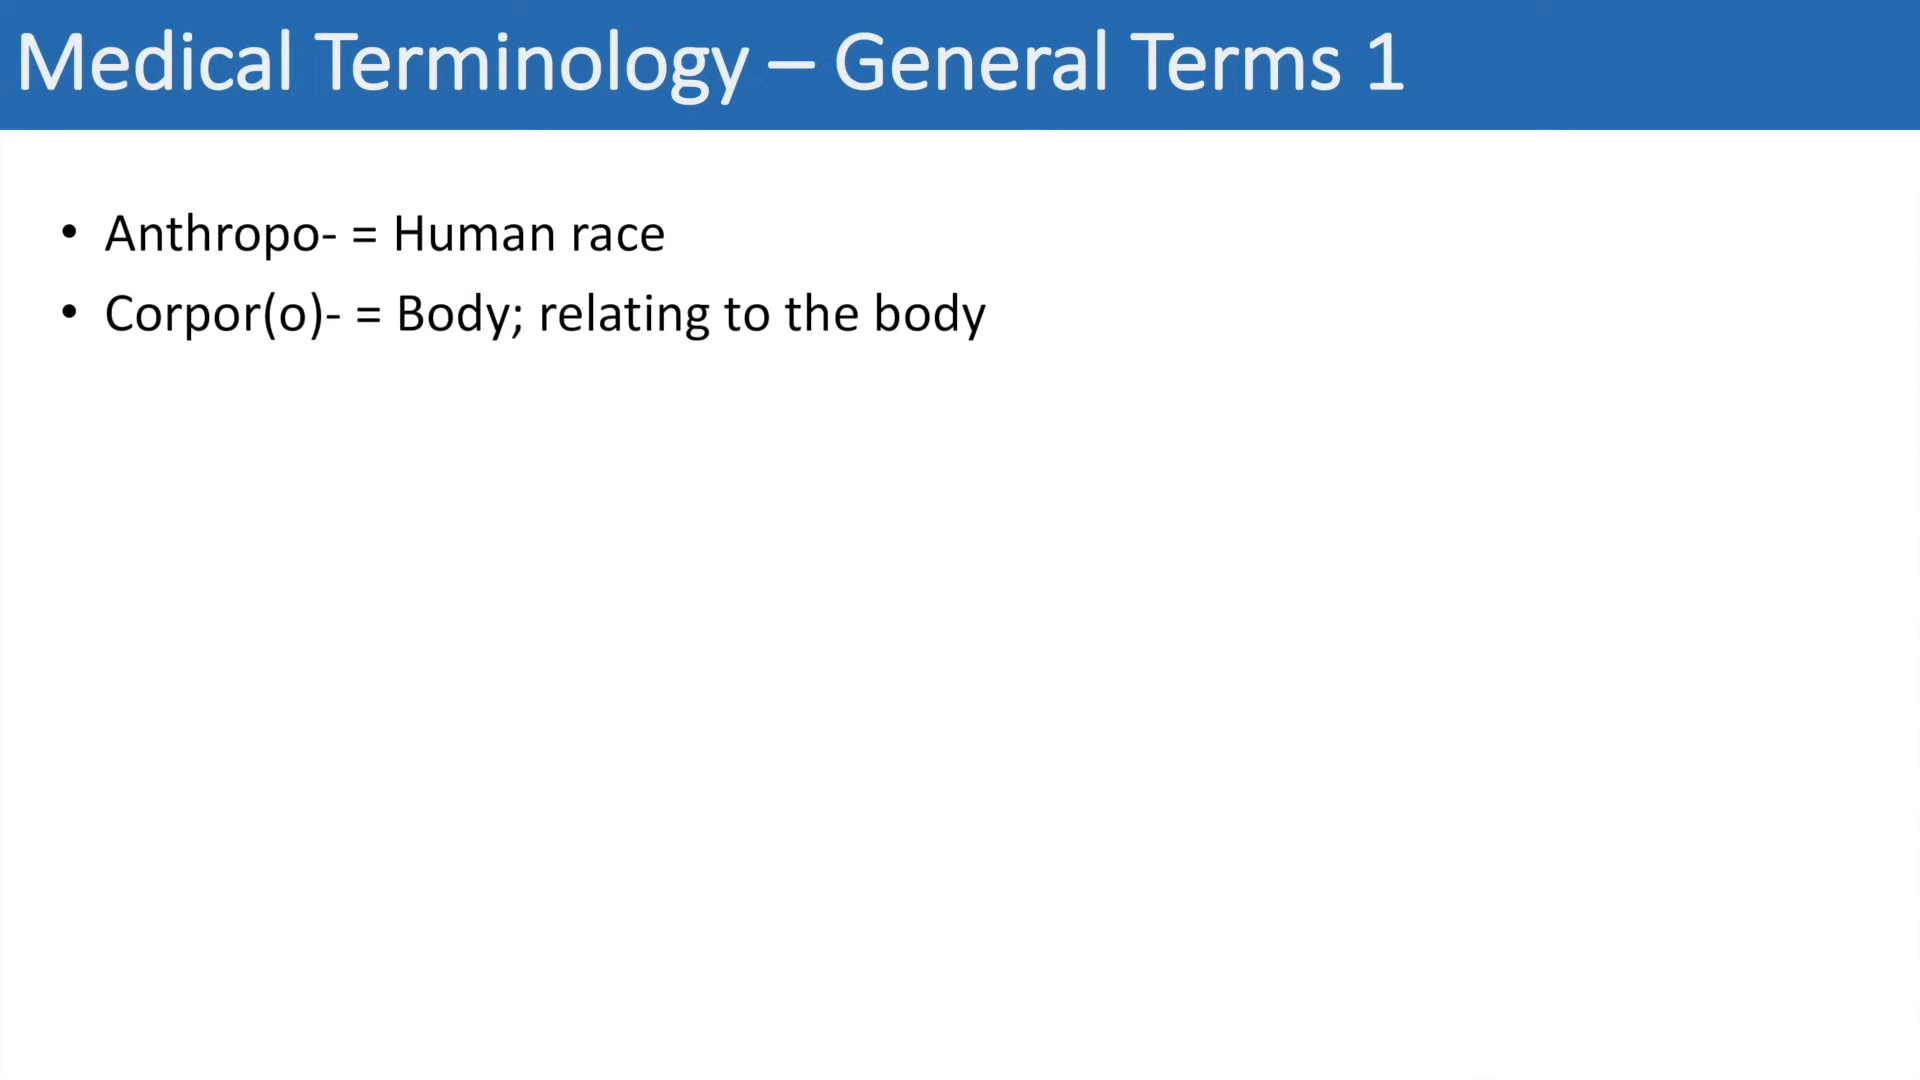 Medical Terminology – General Terms 1
• Anthropo- = Human race
• Corpor(o)- = Body; relating to the body